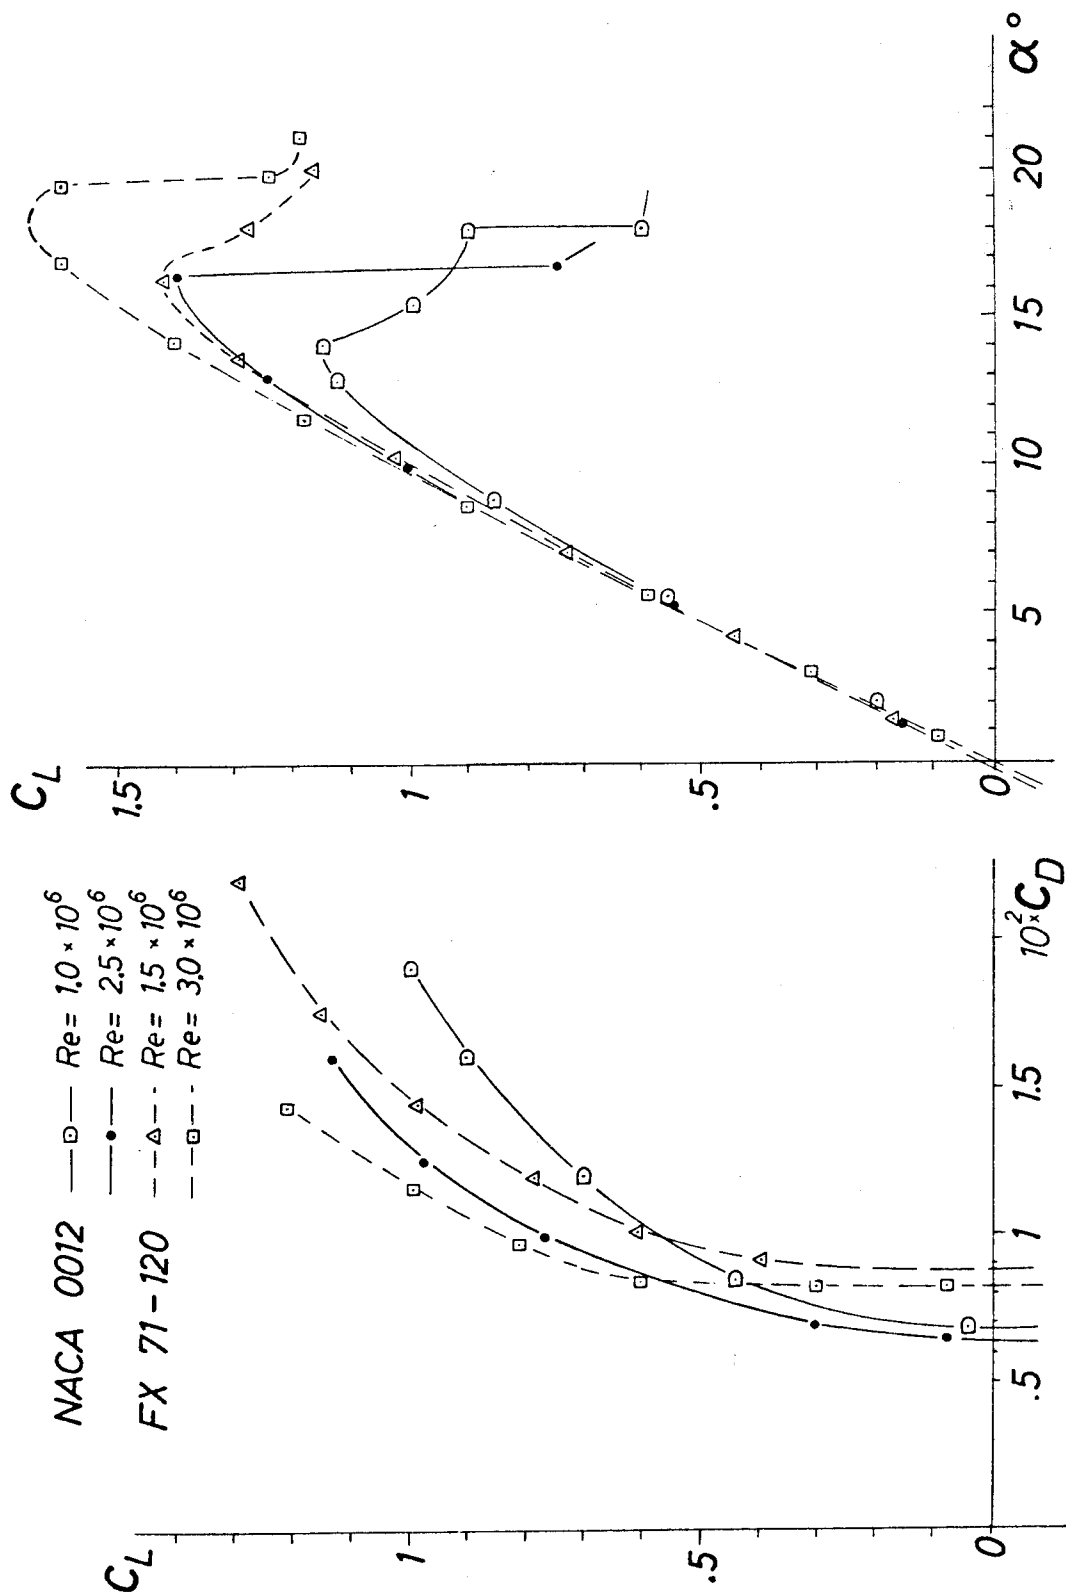 NACA 0012 Re= 1.0×10⁶
Re= 2.5×10⁶
FX 71-120 Re= 1.5×10⁶
Re= 3.0×10⁶
C_L
1
.5
0
.5
1
1.5
10²×C_D
C_L
1.5
1
.5
0
5
10
15
20
α°